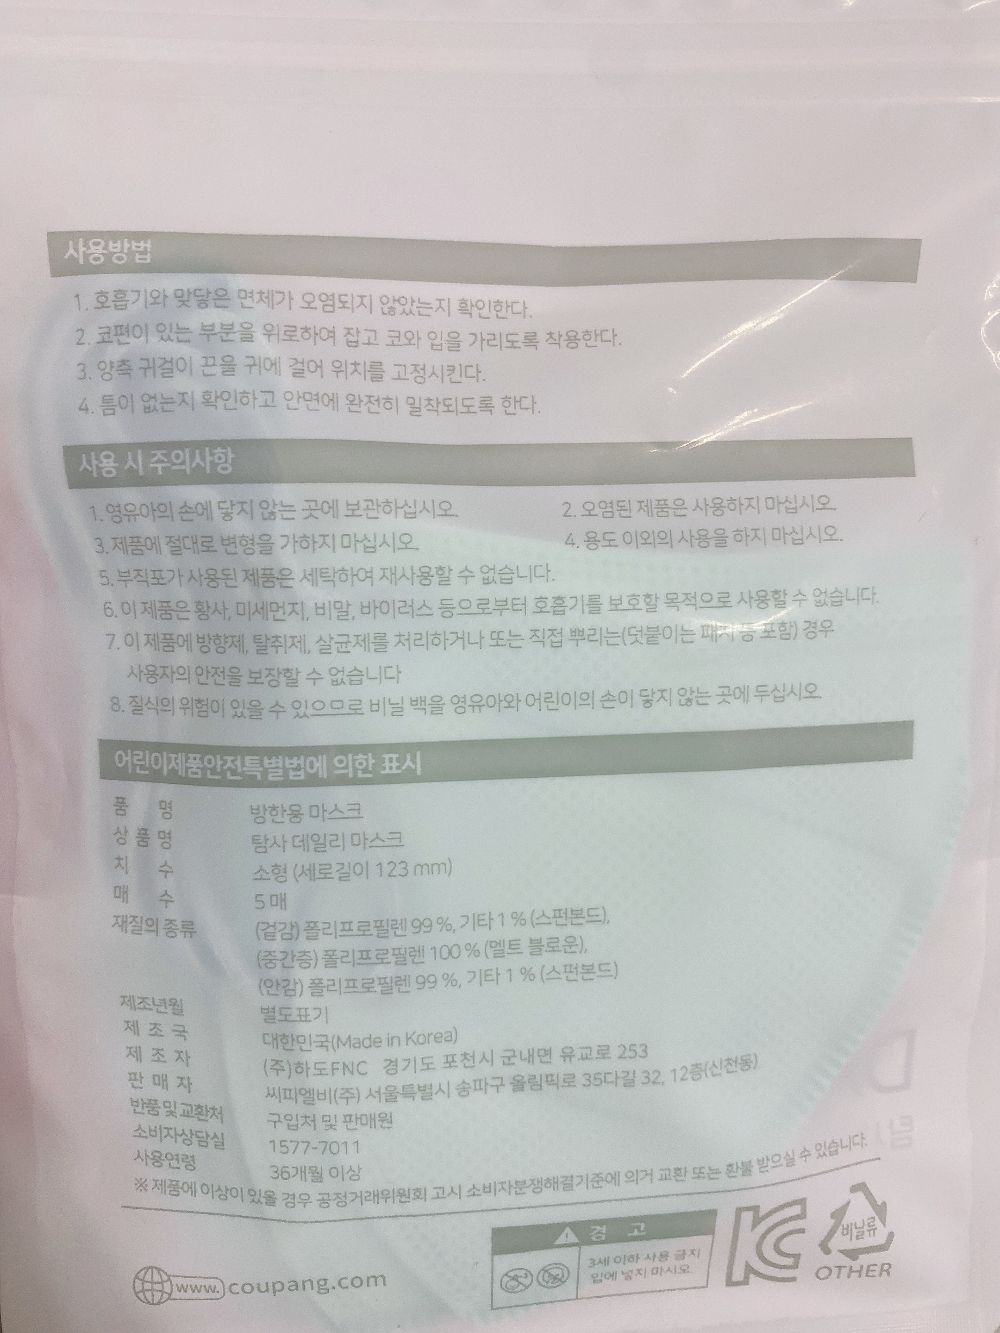 사용방법
1. 호흡기와 맞닿은 면체가 오염되지 않았는지 확인한다.
2. 코편이 있는 부분을 위로하여 잡고 코와 입을 가리도록 착용한다.
3. 양측 귀걸이 끈을 귀에 걸어 위치를 고정시킨다.
4. 틈이 없는지 확인하고 안면에 완전히 밀착되도록 한다.
사용 시 주의사항
1. 영유아의 손에 닿지 않는 곳에 보관하십시오. 2. 오염된 제품은 사용하지 마십시오.
3. 제품에 절대로 변형을 가하지 마십시오. 4. 용도 이외의 사용을 하지 마십시오.
5. 부직포가 사용된 제품은 세탁하여 재사용할 수 없습니다.
6. 이 제품은 황사, 미세먼지, 비말, 바이러스 등으로부터 호흡기를 보호할 목적으로 사용할 수 없습니다.
7. 이 제품에 방향제, 탈취제, 살균제를 처리하거나 또는 직접 뿌리는(덧붙이는 패치 등 포함) 경우
사용자의 안전을 보장할 수 없습니다
8. 질식의 위험이 있을 수 있으므로 비닐 백을 영유아와 어린이의 손이 닿지 않는 곳에 두십시오.
어린이제품안전특별법에 의한 표시
품 명 방한용 마스크
상 품 명 탐사 데일리 마스크
치 수 소형 (세로길이 123 mm)
매 수 5 매
재질의 종류 (겉감) 폴리프로필렌 99 %, 기타 1 % (스펀본드),
(중간층) 폴리프로필렌 100 % (멜트 블로운),
(안감) 폴리프로필렌 99 %, 기타 1 % (스펀본드)
제조년월 별도표기
제 조 국 대한민국(Made in Korea)
제 조 자 (주)하도FNC 경기도 포천시 군내면 유교로 253
판 매 자 씨피엘비(주) 서울특별시 송파구 올림픽로 35다길 32, 12층(신천동)
반품 및 교환처 구입처 및 판매원
소비자상담실 1577-7011
사용연령 36개월 이상
※ 제품에 이상이 있을 경우 공정거래위원회 고시 소비자분쟁해결기준에 의거 교환 또는 환불 받으실 수 있습니다.
경 고
3세 이하 사용 금지
입에 넣지 마시오
www. coupang.com
KC
비닐류
OTHER